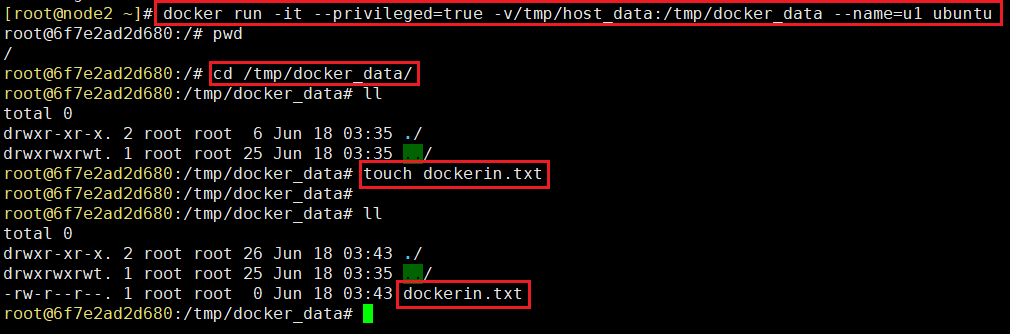 [root@node2 ~]# docker run -it --privileged=true -v/tmp/host_data:/tmp/docker_data --name=u1 ubuntu
root@6f7e2ad2d680:/# pwd
/
root@6f7e2ad2d680:/# cd /tmp/docker_data/
root@6f7e2ad2d680:/tmp/docker_data# ll
total 0
drwxr-xr-x. 2 root root  6 Jun 18 03:35 ./
drwxrwxrwt. 1 root root 25 Jun 18 03:35 ../
root@6f7e2ad2d680:/tmp/docker_data# touch dockerin.txt
root@6f7e2ad2d680:/tmp/docker_data#
root@6f7e2ad2d680:/tmp/docker_data# ll
total 0
drwxr-xr-x. 2 root root 26 Jun 18 03:43 ./
drwxrwxrwt. 1 root root 25 Jun 18 03:35 ../
-rw-r--r--. 1 root root  0 Jun 18 03:43 dockerin.txt
root@6f7e2ad2d680:/tmp/docker_data#